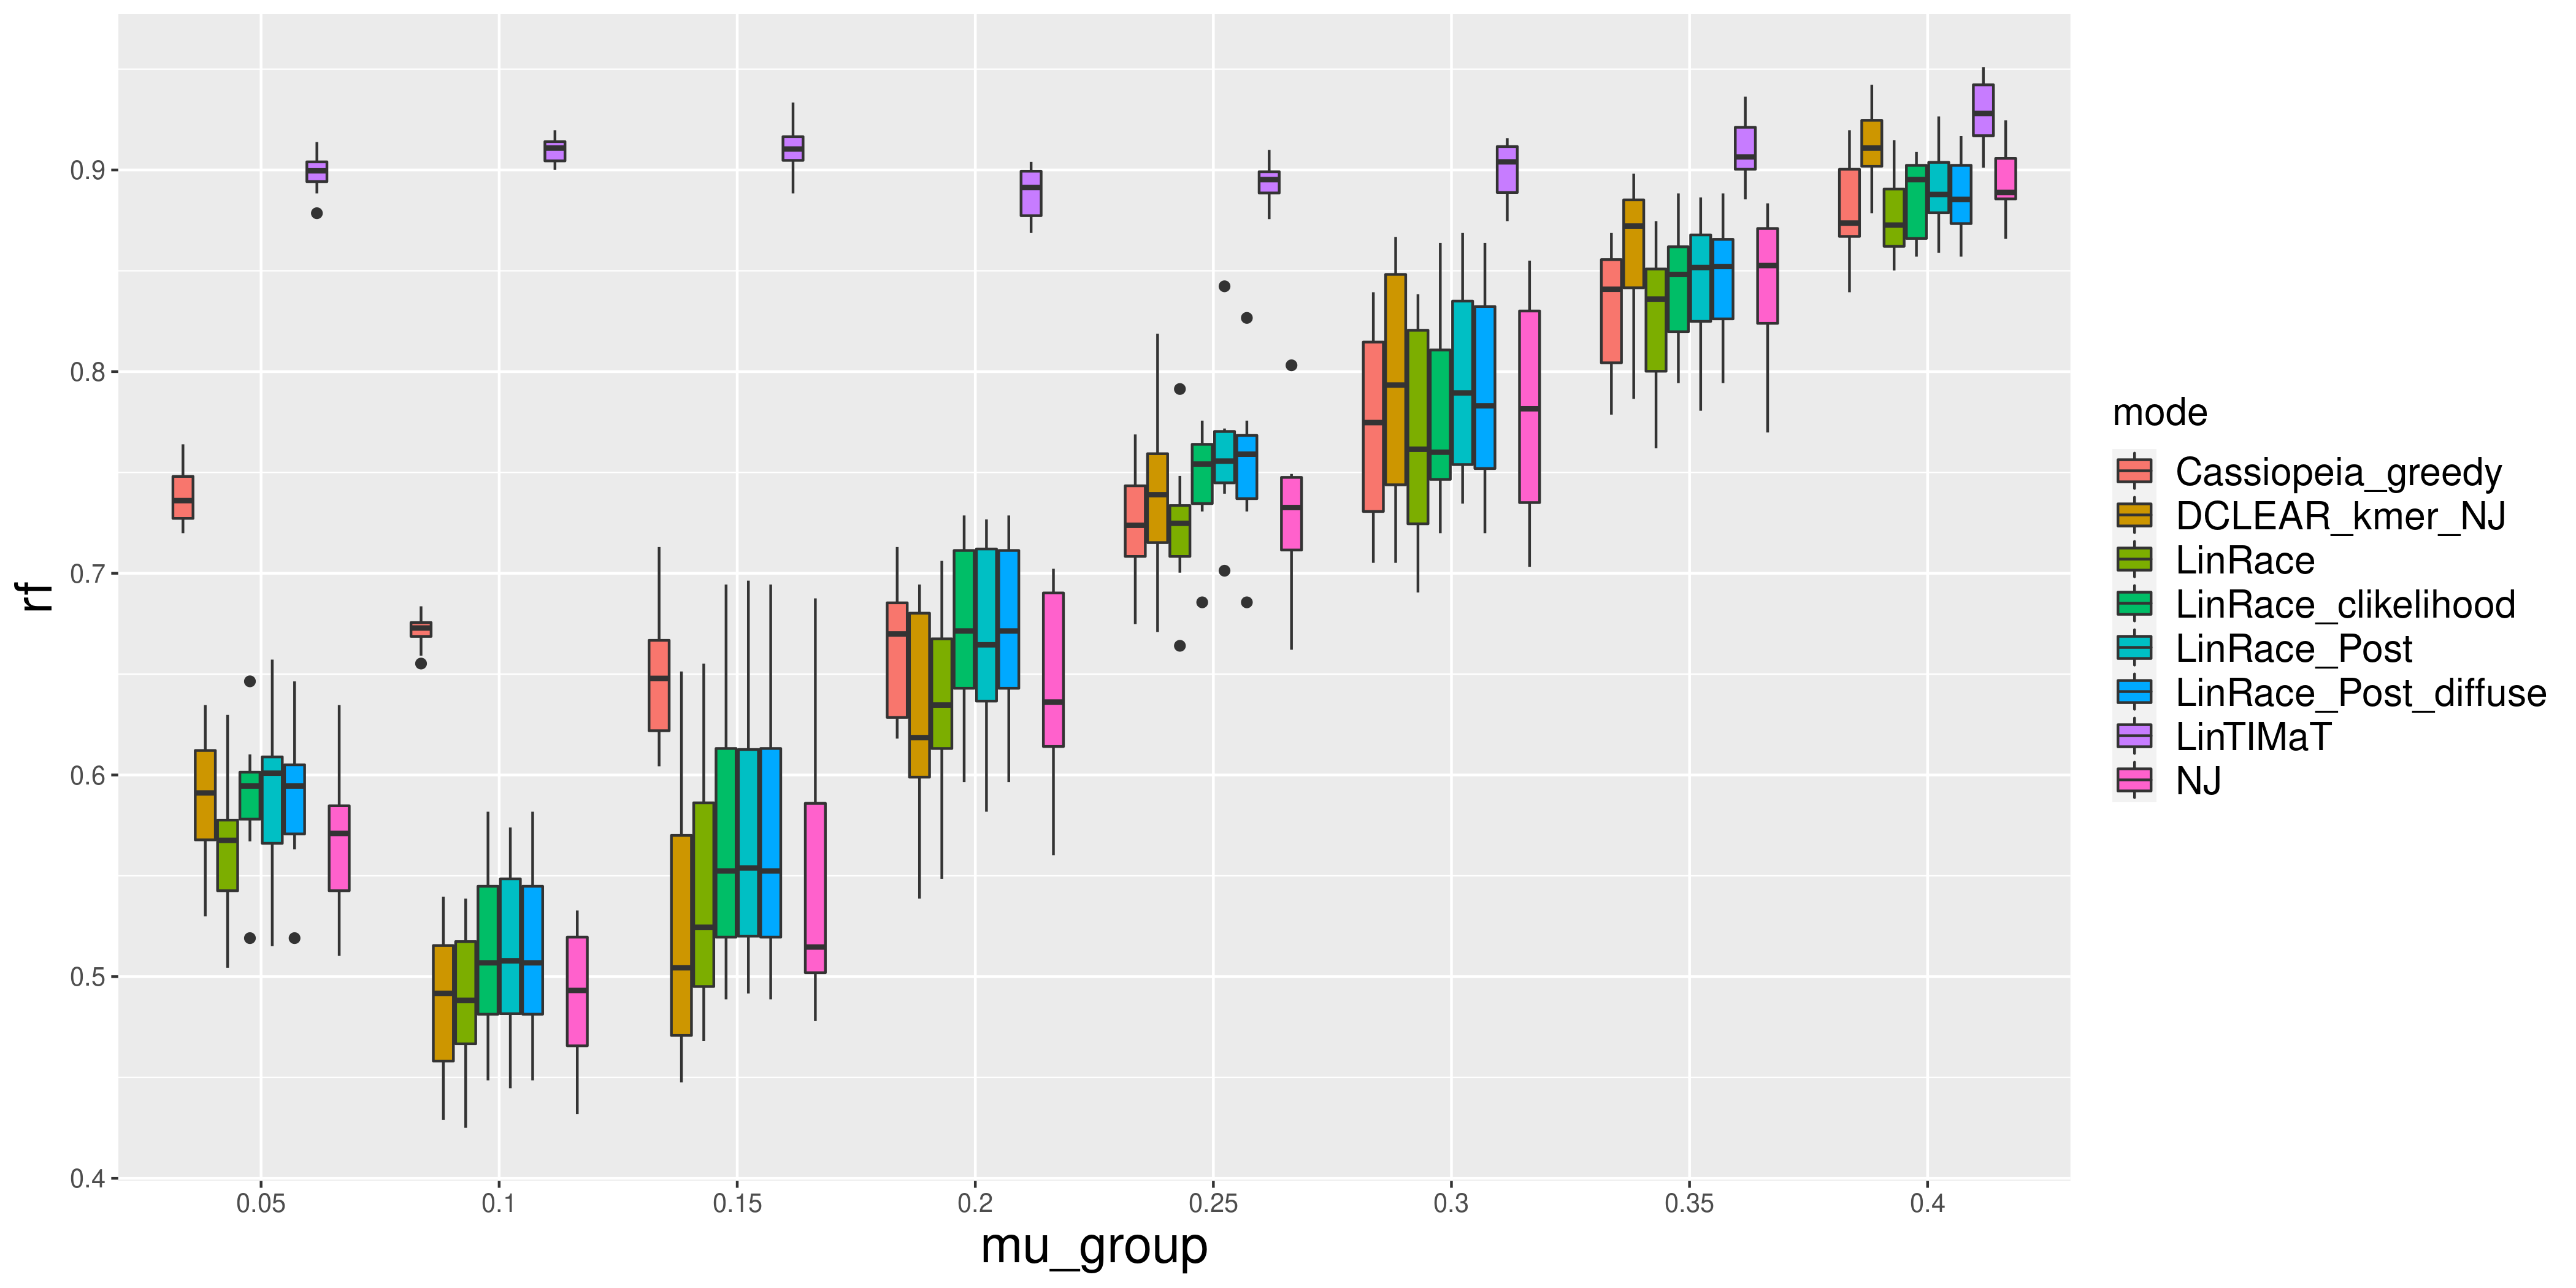 rf
0.9
0.8
0.7
0.6
0.5
0.4
0.05 0.1 0.15 0.2 0.25 0.3 0.35 0.4
mu_group
mode
Cassiopeia_greedy
DCLEAR_kmer_NJ
LinRace
LinRace_clikelihood
LinRace_Post
LinRace_Post_diffuse
LinTIMaT
NJ